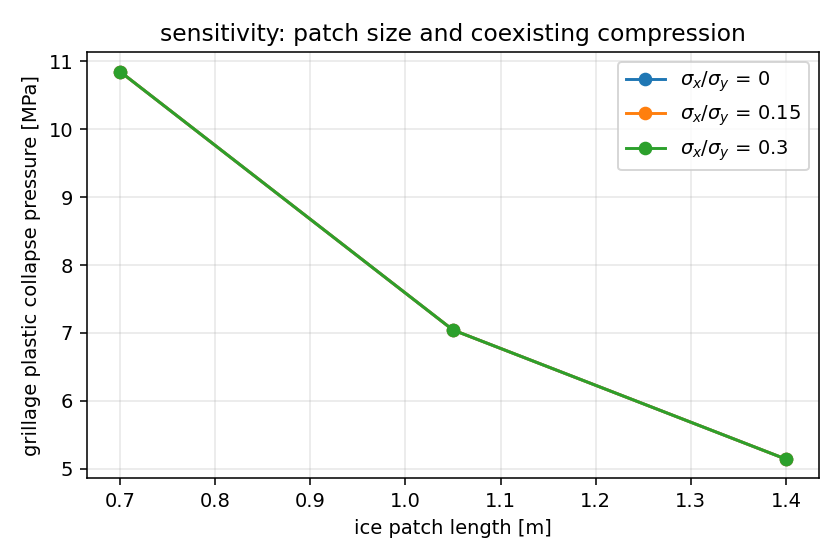 sensitivity: patch size and coexisting compression
σx/σy = 0
σx/σy = 0.15
σx/σy = 0.3
grillage plastic collapse pressure [MPa]
11
10
9
8
7
6
5
0.7 0.8 0.9 1.0 1.1 1.2 1.3 1.4
ice patch length [m]